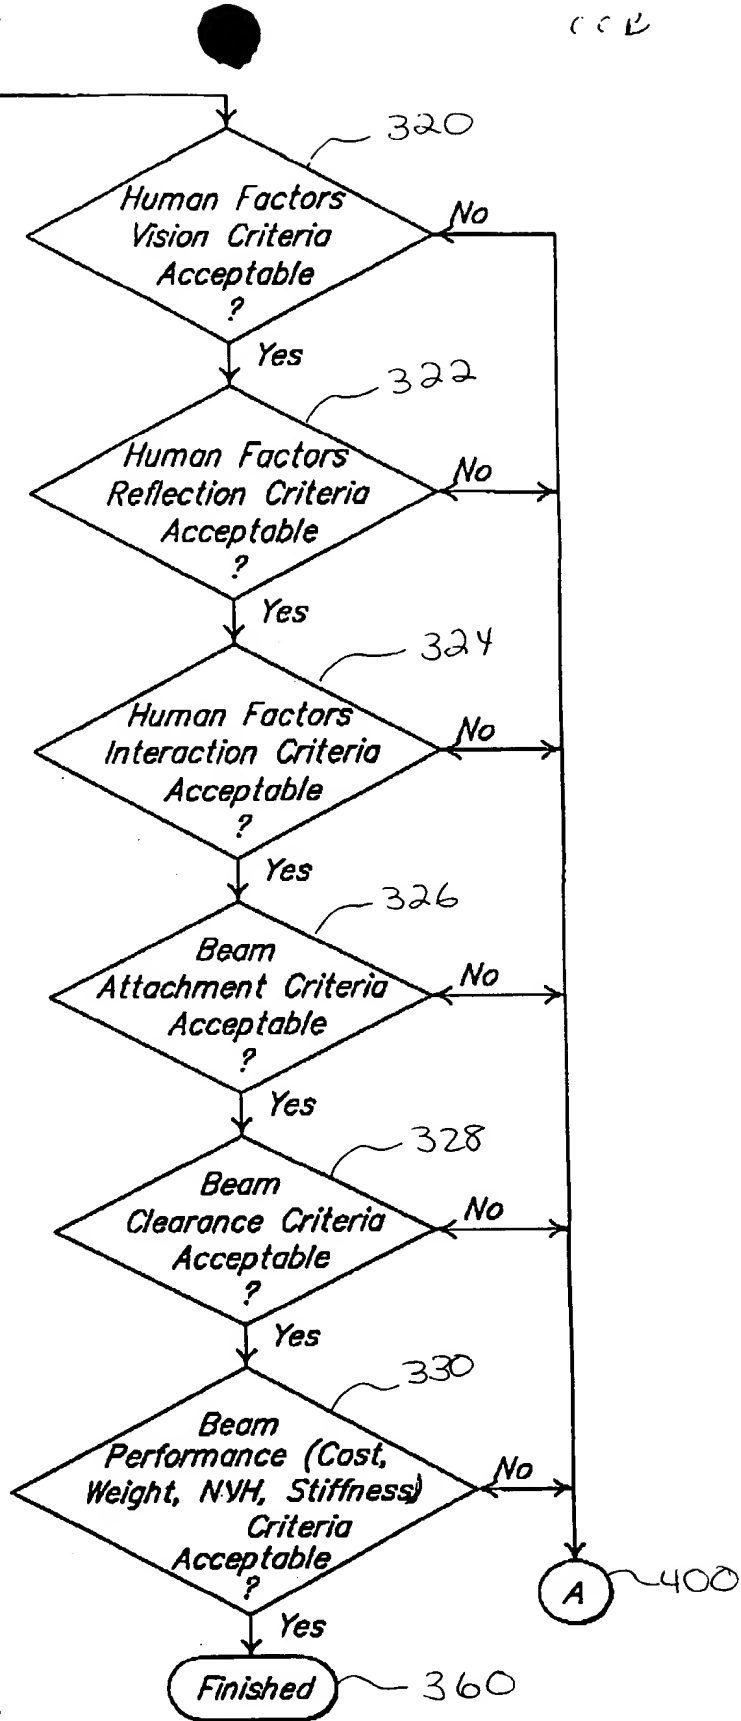 320
Human Factors
Vision Criteria
Acceptable
?
No
Yes
322
Human Factors
Reflection Criteria
Acceptable
?
No
Yes
324
Human Factors
Interaction Criteria
Acceptable
?
No
Yes
326
Beam
Attachment Criteria
Acceptable
?
No
Yes
328
Beam
Clearance Criteria
Acceptable
?
No
Yes
330
Beam
Performance (Cost,
Weight, NVH, Stiffness)
Criteria
Acceptable
?
No
A
400
Yes
Finished
360